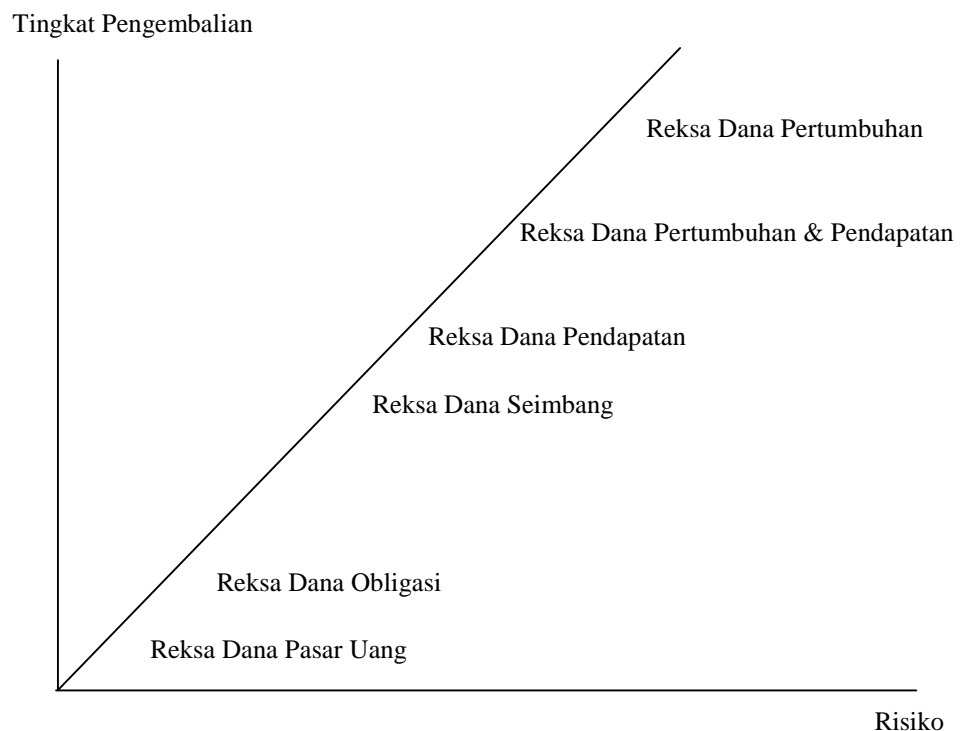 Tingkat Pengembalian
Reksa Dana Pertumbuhan
Reksa Dana Pertumbuhan & Pendapatan
Reksa Dana Pendapatan
Reksa Dana Seimbang
Reksa Dana Obligasi
Reksa Dana Pasar Uang
Risiko